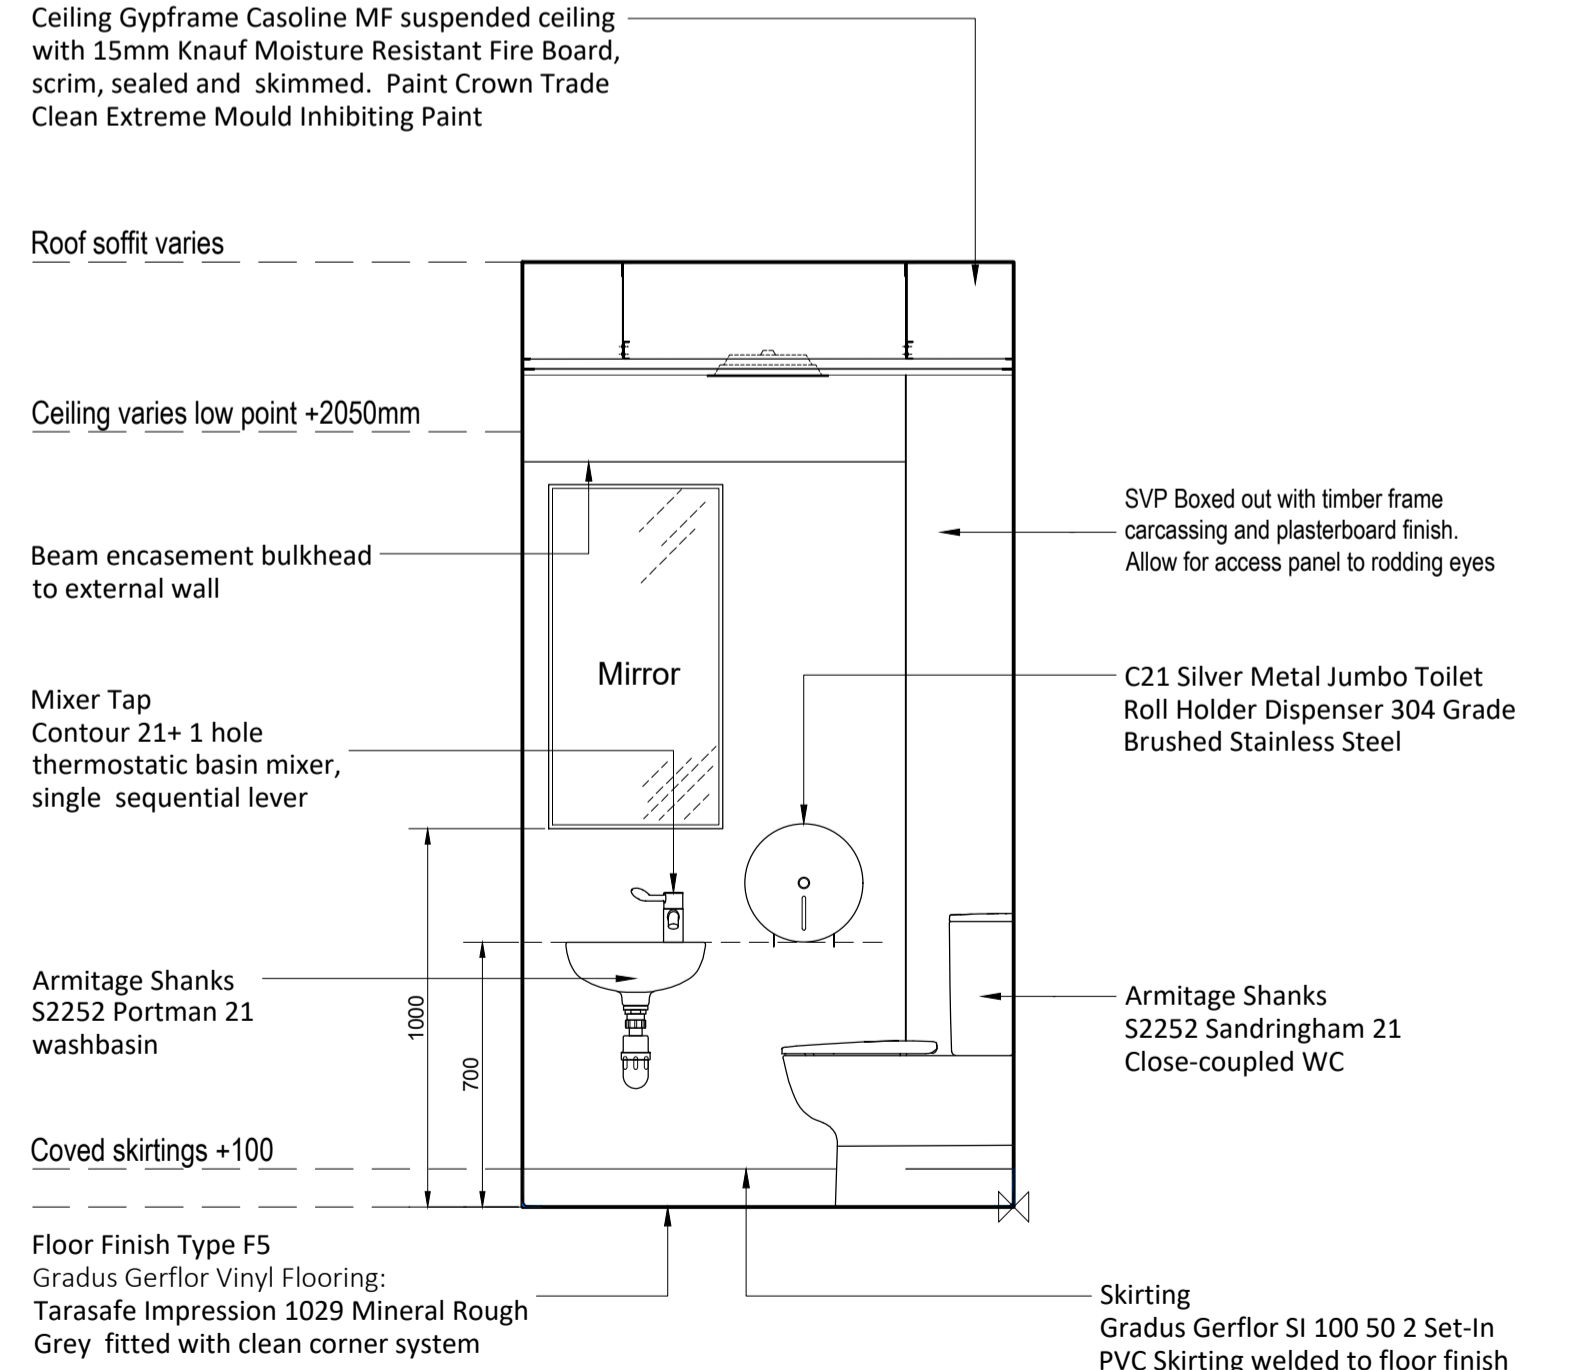 Ceiling Gypframe Casoline MF suspended ceiling
with 15mm Knauf Moisture Resistant Fire Board,
scrim, sealed and  skimmed.  Paint Crown Trade
Clean Extreme Mould Inhibiting Paint
Roof soffit varies
Ceiling varies low point +2050mm
Beam encasement bulkhead
to external wall
Mixer Tap
Contour 21+ 1 hole
thermostatic basin mixer,
single  sequential lever
Armitage Shanks
S2252 Portman 21
washbasin
Coved skirtings +100
Floor Finish Type F5
Gradus Gerflor Vinyl Flooring:
Tarasafe Impression 1029 Mineral Rough
Grey  fitted with clean corner system
1000
700
Mirror
SVP Boxed out with timber frame
carcassing and plasterboard finish.
Allow for access panel to rodding eyes
C21 Silver Metal Jumbo Toilet
Roll Holder Dispenser 304 Grade
Brushed Stainless Steel
Armitage Shanks
S2252 Sandringham 21
Close-coupled WC
Skirting
Gradus Gerflor SI 100 50 2 Set-In
PVC Skirting welded to floor finish